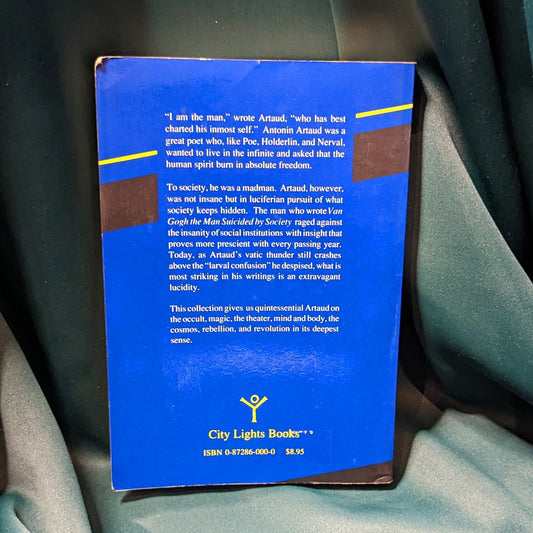 “I am the man,” wrote Artaud, “who has best
charted his inmost self.” Antonin Artaud was a
great poet who, like Poe, Holderlin, and Nerval,
wanted to live in the infinite and asked that the
human spirit burn in absolute freedom.
To society, he was a madman. Artaud, however,
was not insane but in luciferian pursuit of what
society keeps hidden. The man who wrote Van
Gogh the Man Suicided by Society raged against
the insanity of social institutions with insight that
proves more prescient with every passing year.
Today, as Artaud’s vatic thunder still crashes
above the “larval confusion” he despised, what is
most striking in his writings is an extravagant
lucidity.
This collection gives us quintessential Artaud on
the occult, magic, the theater, mind and body, the
cosmos, rebellion, and revolution in its deepest
sense.
City Lights Books
ISBN 0-87286-000-0 $8.95